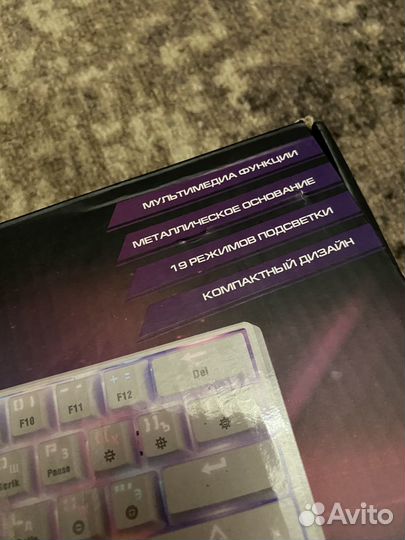 МУЛЬТИМЕДИА ФУНКЦИИ
МЕТАЛЛИЧЕСКОЕ ОСНОВАНИЕ
19 РЕЖИМОВ ПОДСВЕТКИ
КОМПАКТНЫЙ ДИЗАЙН
F10 F11 F12 Del
Ш З Pause Х Ъ
Л Ж Э
Avito